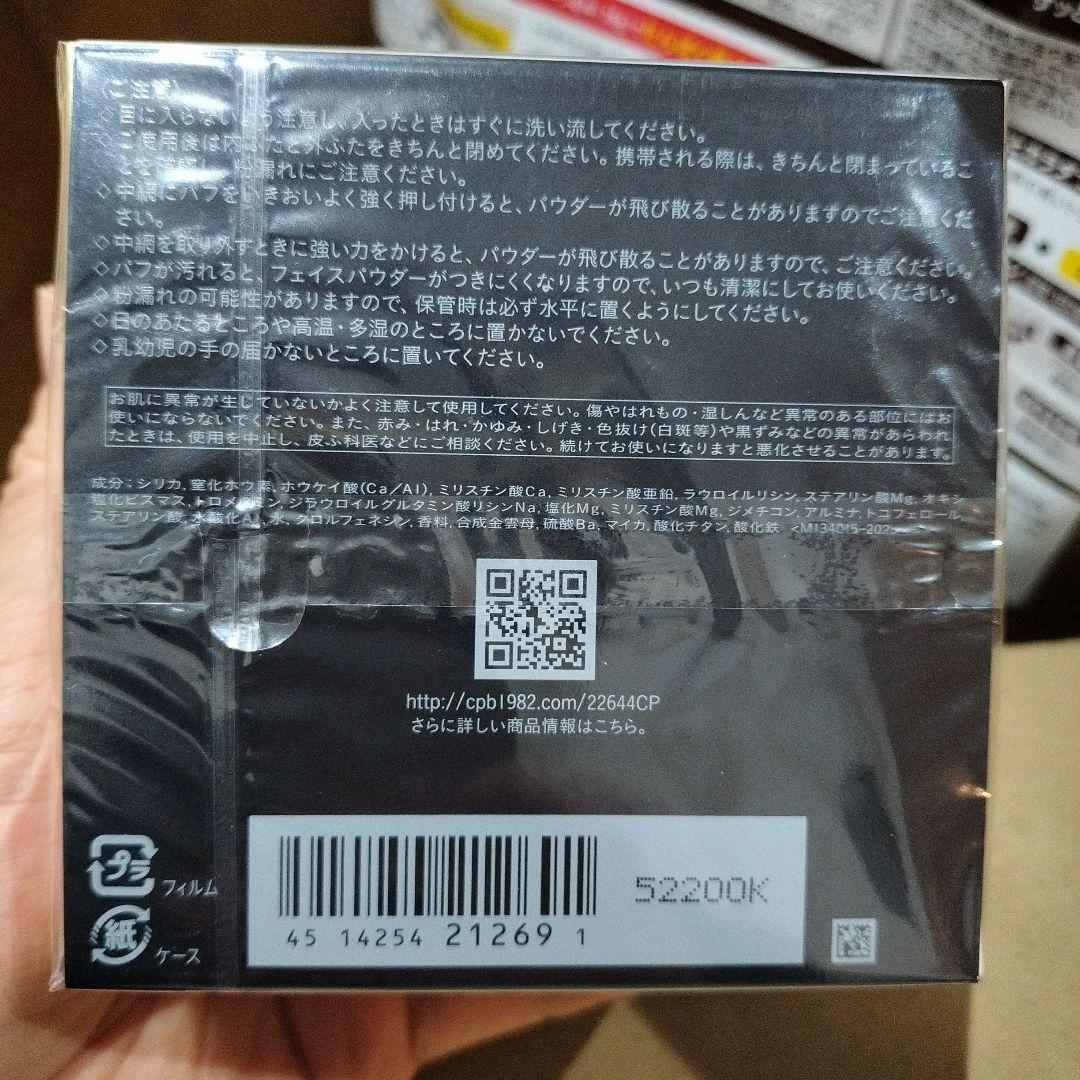 〈ご注意〉
◇目に入らないよう注意し、入ったときはすぐに洗い流してください。
◇ご使用後は内ぶたと外ふたをきちんと閉めてください。携帯される際は、きちんと閉まっているこ
とを確認し、粉漏れにご注意ください。
◇中網にパフをいきおいよく強く押し付けると、パウダーが飛び散ることがありますのでご注意くだ
さい。
◇中網を取り外すときに強い力をかけると、パウダーが飛び散ることがありますので、ご注意ください。
◇パフが汚れると、フェイスパウダーがつきにくくなりますので、いつも清潔にしてお使いください。
◇粉漏れの可能性がありますので、保管時は必ず水平に置くようにしてください。
◇日のあたるところや高温・多湿のところに置かないでください。
◇乳幼児の手の届かないところに置いてください。
お肌に異常が生じていないかよく注意して使用してください。傷やはれもの・湿しんなど異常のある部位にはお
使いにならないでください。また、赤み・はれ・かゆみ・しげき・色抜け(白斑等)や黒ずみなどの異常があらわれ
たときは、使用を中止し、皮ふ科医などにご相談ください。続けてお使いになりますと悪化させることがあります。
成分：シリカ, 窒化ホウ素, ホウケイ酸(Ca／Al), ミリスチン酸Ca, ミリスチン酸亜鉛, ラウロイルリシン, ステアリン酸Mg, オキシ
塩化ビスマス, トロメタミン, ジラウロイルグルタミン酸リシンNa, 塩化Mg, ミリスチン酸Mg, ジメチコン, アルミナ, トコフェロール,
ステアリン酸, 水酸化Al, 水, クロルフェネシン, 香料, 合成金雲母, 硫酸Ba, マイカ, 酸化チタン, 酸化鉄
http://cpb1982.com/22644CP
さらに詳しい商品情報はこちら。
プラ フィルム
紙 ケース
52200K
45 14254 21269 1